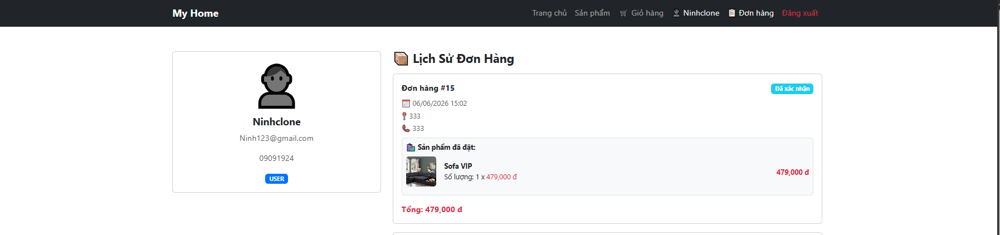 My Home
Trang chủ
Sản phẩm
Giỏ hàng
Ninhclone
Đơn hàng
Đăng xuất
Ninhclone
Ninh123@gmail.com
09091924
USER
Lịch Sử Đơn Hàng
Đơn hàng #15
Đã xác nhận
06/06/2026 15:02
333
333
Sản phẩm đã đặt:
Sofa VIP
Số lượng: 1 x 479,000 đ
479,000 đ
Tổng: 479,000 đ